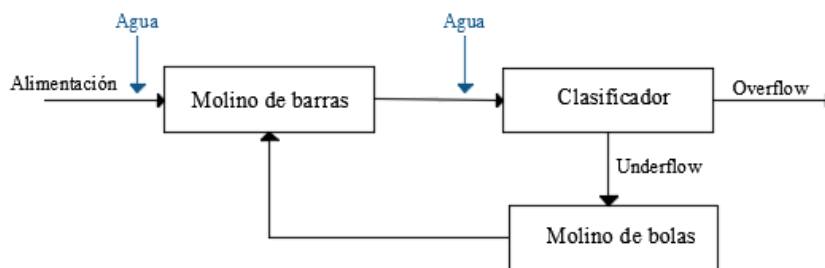 Agua
Agua
Alimentación
Molino de barras
Clasificador
Overflow
Underflow
Molino de bolas